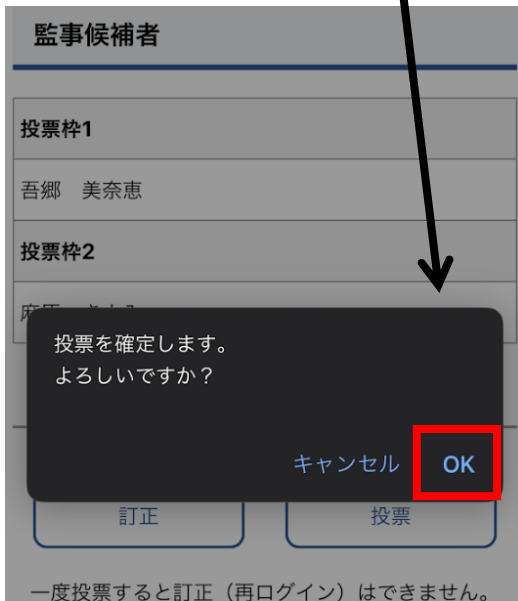 監事候補者
投票枠1
吾郷 美奈恵
投票枠2
投票を確定します。
よろしいですか？
キャンセル OK
訂正 投票
一度投票すると訂正（再ログイン）はできません。